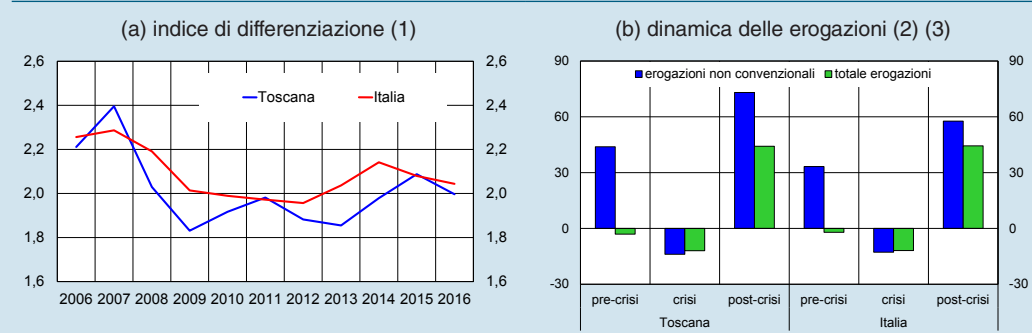 (a) indice di differenziazione (1)
2,6 2,6
Toscana Italia
2,4 2,4
2,2 2,2
2,0 2,0
1,8 1,8
1,6 1,6
2006 2007 2008 2009 2010 2011 2012 2013 2014 2015 2016
(b) dinamica delle erogazioni (2) (3)
90 90
erogazioni non convenzionali totale erogazioni
60 60
30 30
0 0
-30 -30
pre-crisi crisi post-crisi pre-crisi crisi post-crisi
Toscana Italia